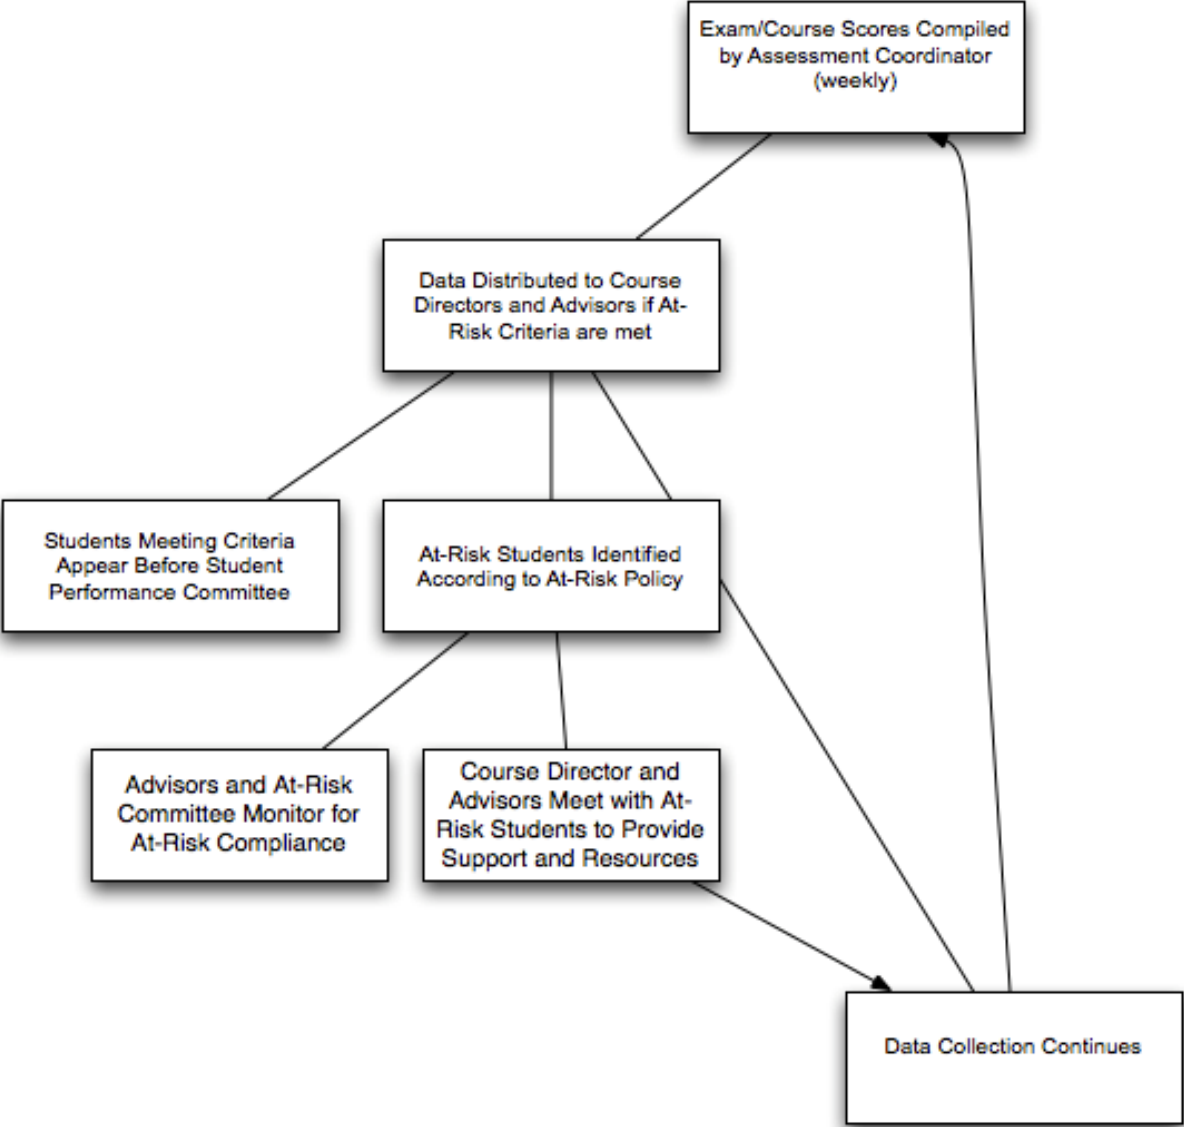 Exam/Course Scores Compiled
by Assessment Coordinator
(weekly)
Data Distributed to Course
Directors and Advisors if At-
Risk Criteria are met
Students Meeting Criteria
Appear Before Student
Performance Committee
At-Risk Students Identified
According to At-Risk Policy
Advisors and At-Risk
Committee Monitor for
At-Risk Compliance
Course Director and
Advisors Meet with At-
Risk Students to Provide
Support and Resources
Data Collection Continues